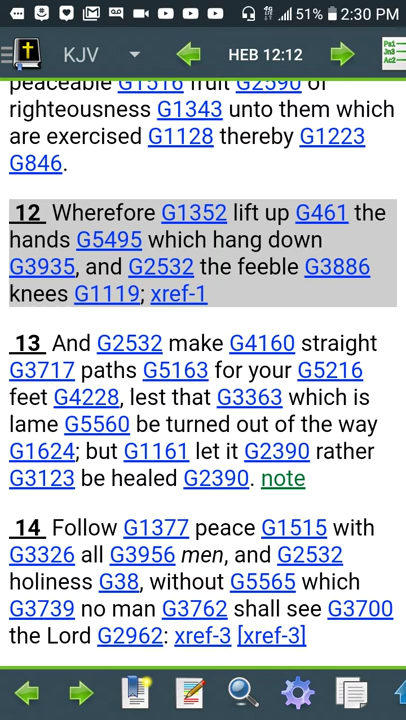 51% 2:30 PM
KJV HEB 12:12
Ps1
Jn3
Ac2
peaceable G1516 fruit G2590 of
righteousness G1343 unto them which
are exercised G1128 thereby G1223
G846.
12 Wherefore G1352 lift up G461 the
hands G5495 which hang down
G3935, and G2532 the feeble G3886
knees G1119; xref-1
13 And G2532 make G4160 straight
G3717 paths G5163 for your G5216
feet G4228, lest that G3363 which is
lame G5560 be turned out of the way
G1624; but G1161 let it G2390 rather
G3123 be healed G2390. note
14 Follow G1377 peace G1515 with
G3326 all G3956 men, and G2532
holiness G38, without G5565 which
G3739 no man G3762 shall see G3700
the Lord G2962: xref-3 [xref-3]